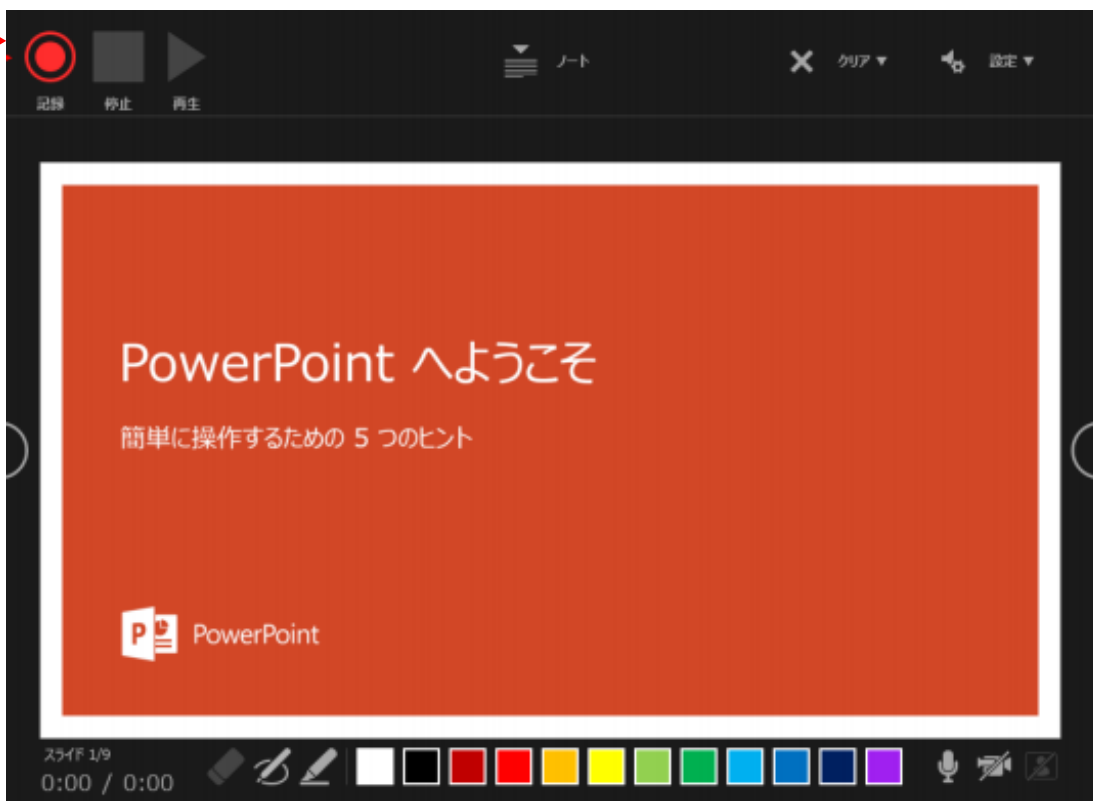 記録 停止 再生 ノート クリア ▼ 設定 ▼
PowerPoint へようこそ
簡単に操作するための 5 つのヒント
P PowerPoint
スライド 1/9
0:00 / 0:00